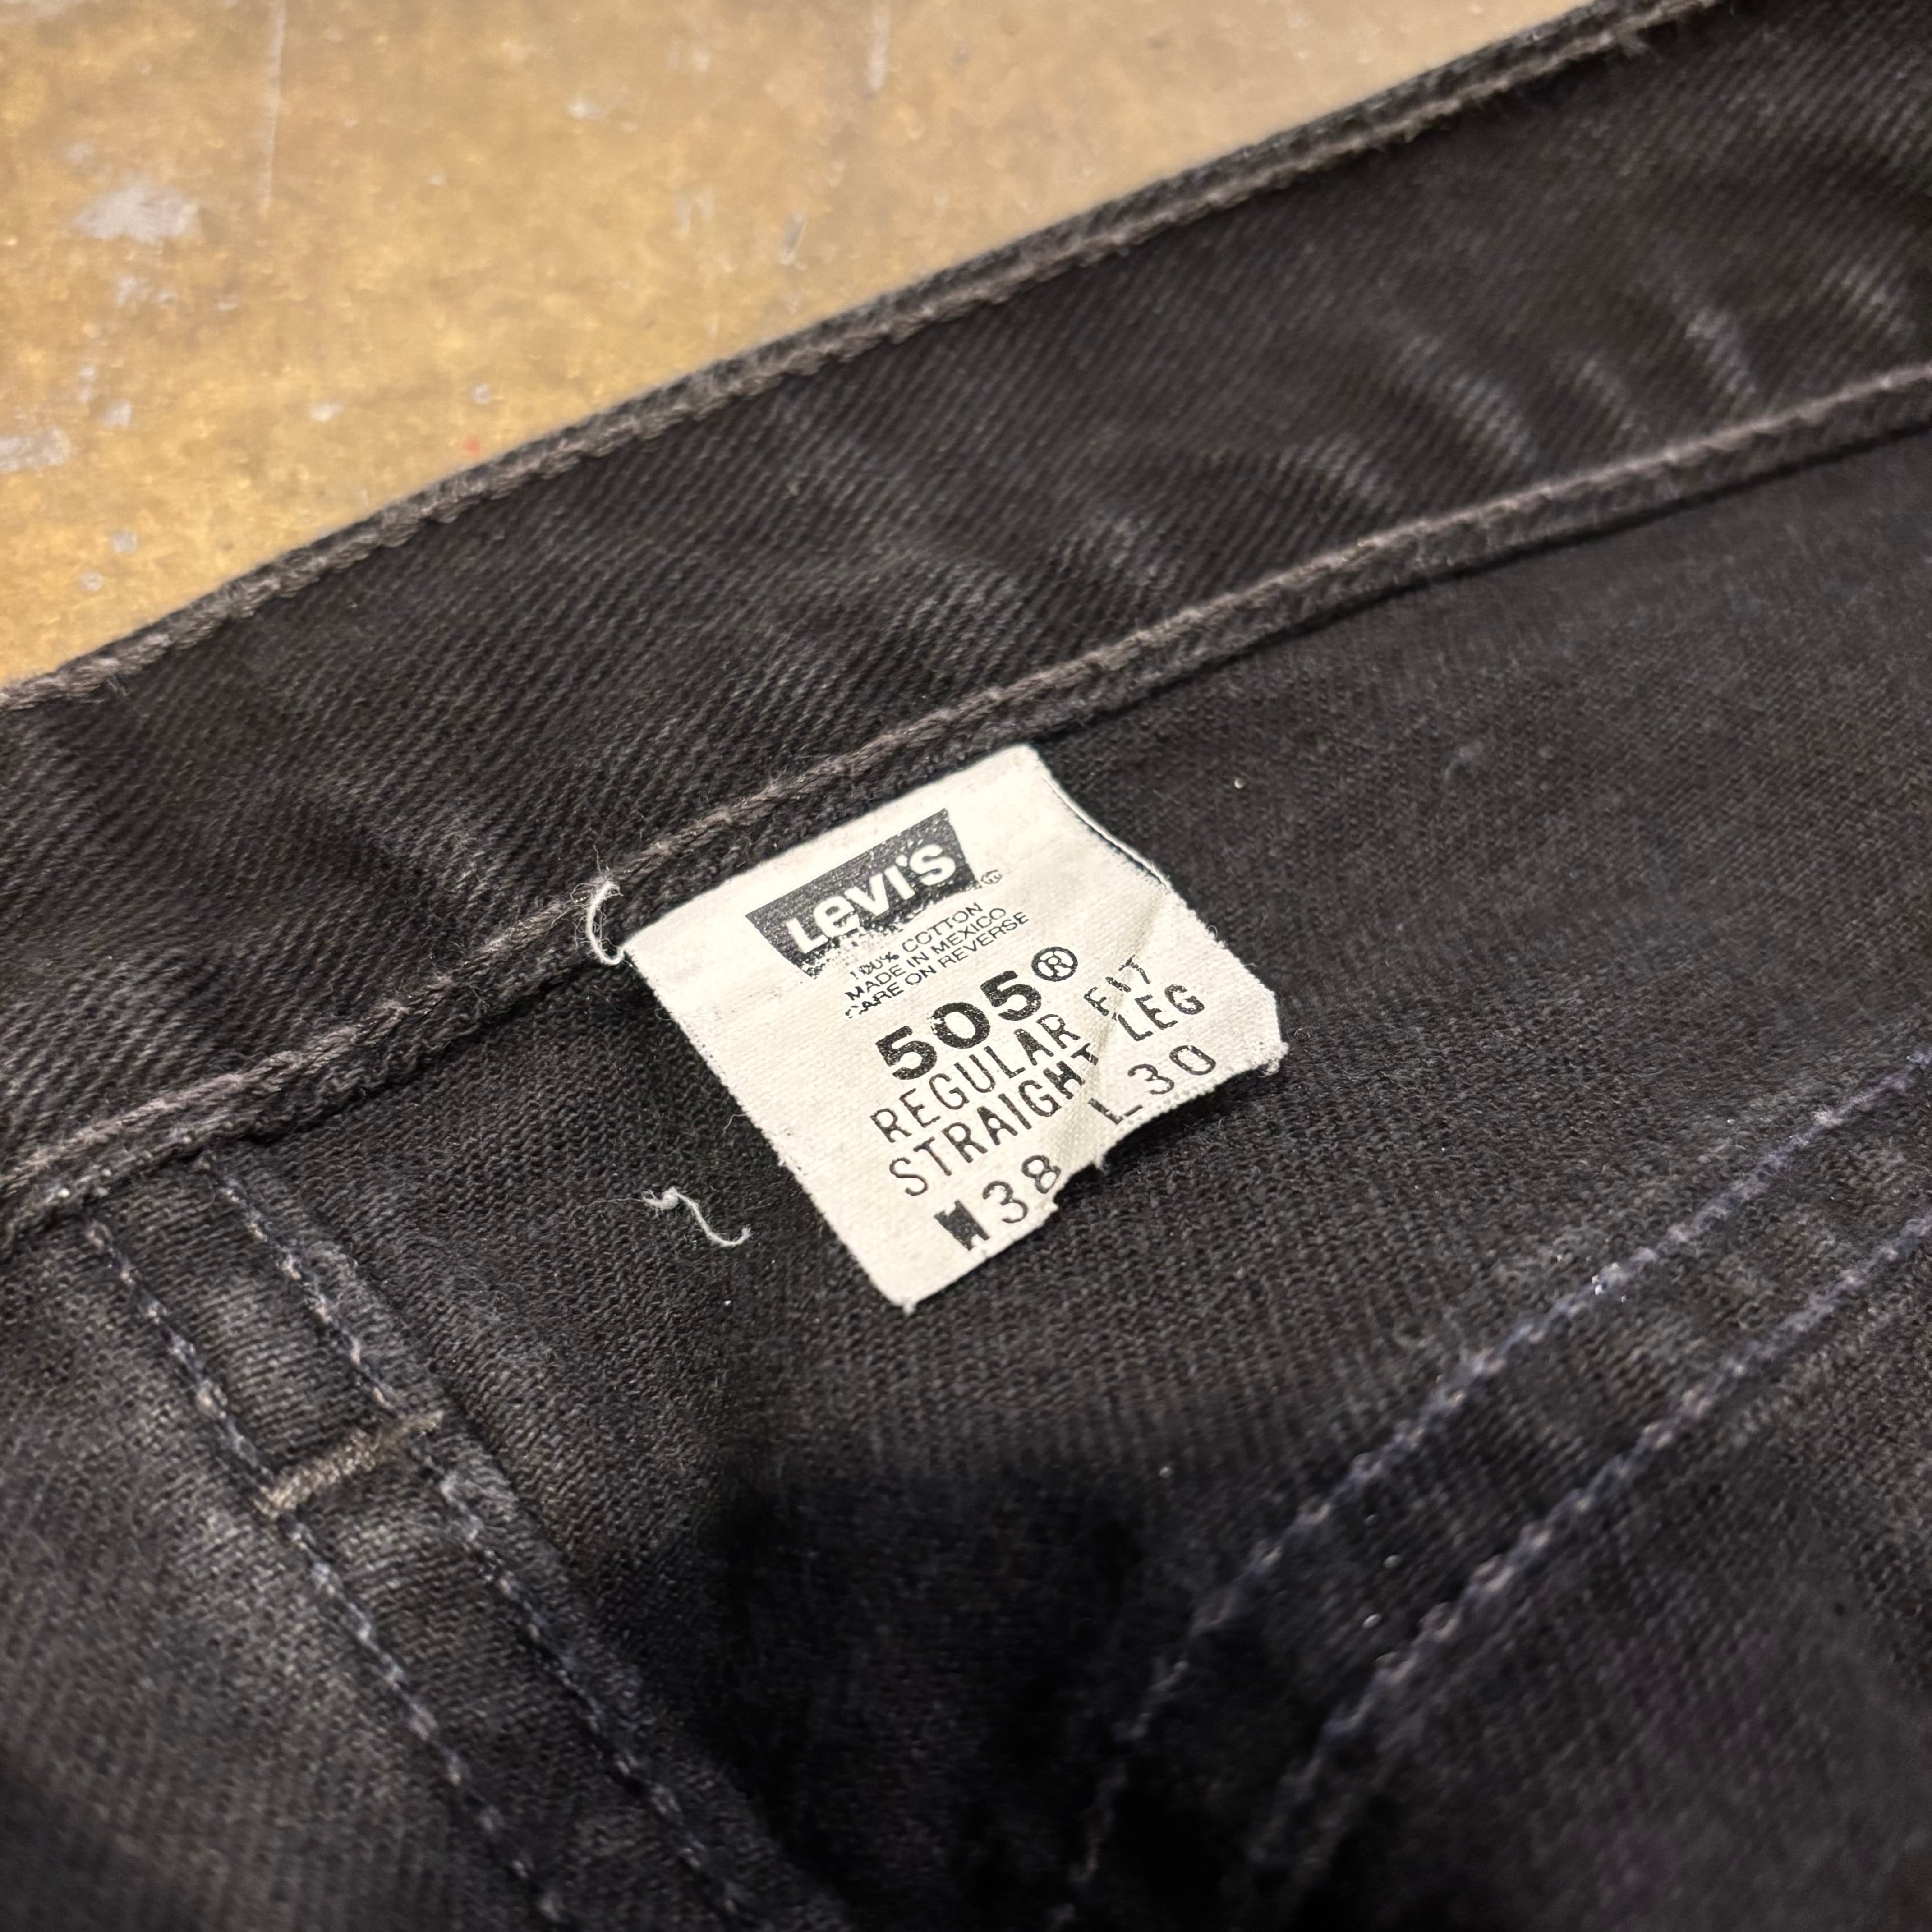 Levi's
100% COTTON
MADE IN MEXICO
CARE ON REVERSE
505®
REGULAR FIT
STRAIGHT LEG
W38 L30